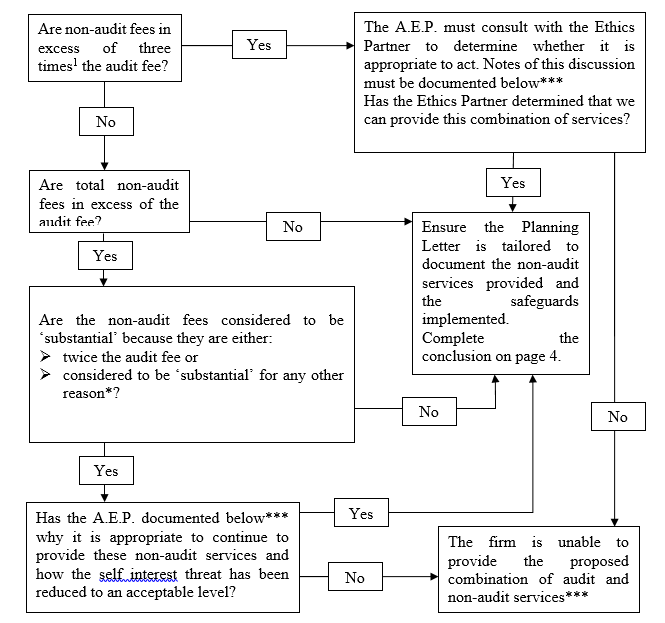 Are non-audit fees in
excess of three
times¹ the audit fee?
Yes
The A.E.P. must consult with the Ethics
Partner to determine whether it is
appropriate to act. Notes of this discussion
must be documented below***
Has the Ethics Partner determined that we
can provide this combination of services?
No
Yes
Are total non-audit
fees in excess of the
audit fee?
No
Ensure the Planning
Letter is tailored to
document the non-audit
services provided and
the safeguards
implemented.
Complete the
conclusion on page 4.
Yes
Are the non-audit fees considered to be
‘substantial’ because they are either:
➢ twice the audit fee or
➢ considered to be ‘substantial’ for any other
reason*?
No
No
Yes
Has the A.E.P. documented below***
why it is appropriate to continue to
provide these non-audit services and
how the self interest threat has been
reduced to an acceptable level?
Yes
No
The firm is unable to
provide the proposed
combination of audit and
non-audit services***